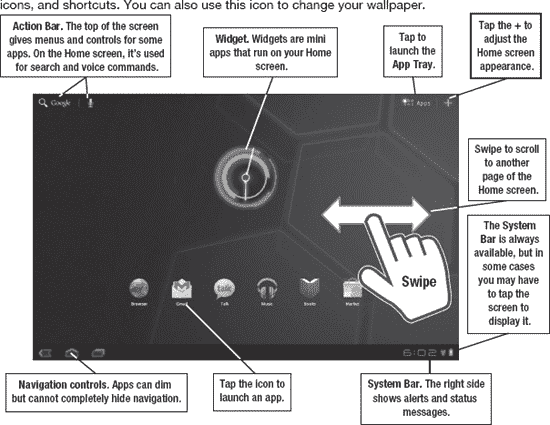 icons, and shortcuts. You can also use this icon to change your wallpaper.
Action Bar. The top of the screen
gives menus and controls for some
apps. On the Home screen, it's used
for search and voice commands.
Widget. Widgets are mini
apps that run on your Home
screen.
Tap to
launch the
App Tray.
Tap the + to
adjust the
Home screen
appearance.
Google
Apps
Swipe to scroll
to another
page of the
Home screen.
Swipe
The System
Bar is always
available, but in
some cases
you may have
to tap the
screen to
display it.
Browser
Gmail
Talk
Music
Books
Market
6:02
Navigation controls. Apps can dim
but cannot completely hide navigation.
Tap the icon to
launch an app.
System Bar. The right side
shows alerts and status
messages.